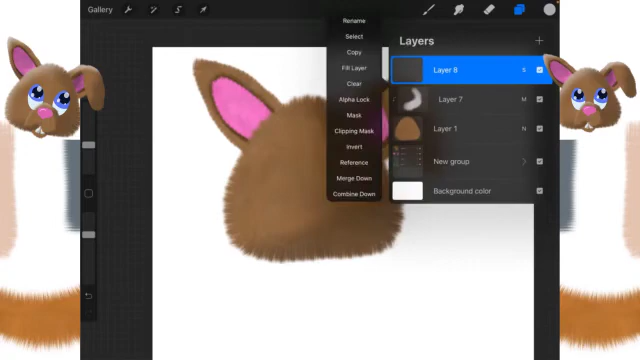 Gallery
Rename
Select
Copy
Fill Layer
Clear
Alpha Lock
Mask
Clipping Mask
Invert
Reference
Merge Down
Combine Down
Layers
Layer 8 S
Layer 7 M
Layer 1 N
New group
Background color